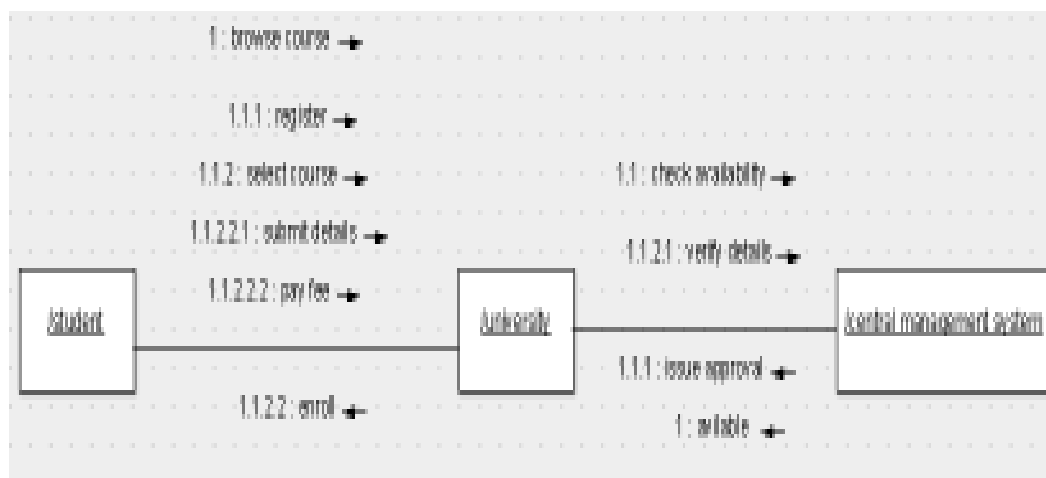 1 : browse course
1.1.1 : register
1.1.2 : select course
1.1 : check availability
1.1.2.2.1 : submit details
1.1.2.1 : verify details
1.1.2.2.2 : pay fee
/student
/university
/central management system
1.1.1 : issue approval
1.1.2.2 : enroll
1 : avilable